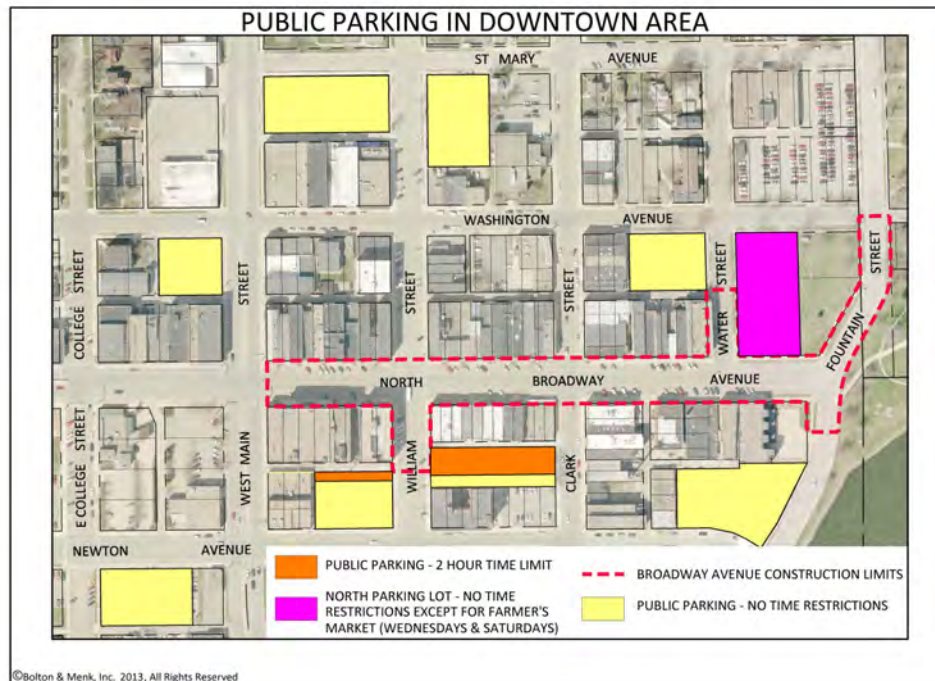 PUBLIC PARKING IN DOWNTOWN AREA
ST MARY AVENUE
WASHINGTON AVENUE
COLLEGE STREET
STREET
STREET
STREET
WATER STREET
FOUNTAIN STREET
NORTH BROADWAY AVENUE
E COLLEGE STREET
WEST MAIN
WILLIAM
CLARK
NEWTON AVENUE
PUBLIC PARKING - 2 HOUR TIME LIMIT
NORTH PARKING LOT - NO TIME
RESTRICTIONS EXCEPT FOR FARMER'S
MARKET (WEDNESDAYS & SATURDAYS)
BROADWAY AVENUE CONSTRUCTION LIMITS
PUBLIC PARKING - NO TIME RESTRICTIONS
©Bolton & Menk, Inc. 2013, All Rights Reserved